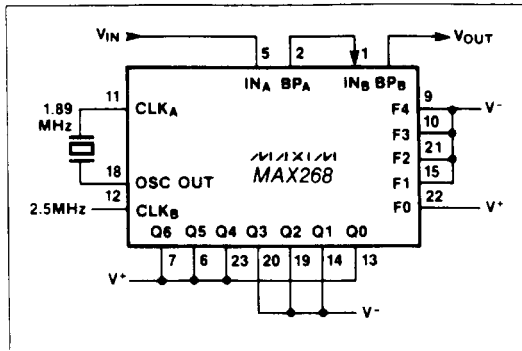 VIN
VOUT
5 2 1
INA BPA INB BPB
11 CLKA
1.89 MHz
18 OSC OUT
12 CLKB
2.5MHz
MAXIM
MAX268
F4 9 V-
F3 10
F2 21
F1 15
F0 22 V+
Q6 Q5 Q4 Q3 Q2 Q1 Q0
7 6 23 20 19 14 13
V+
V-